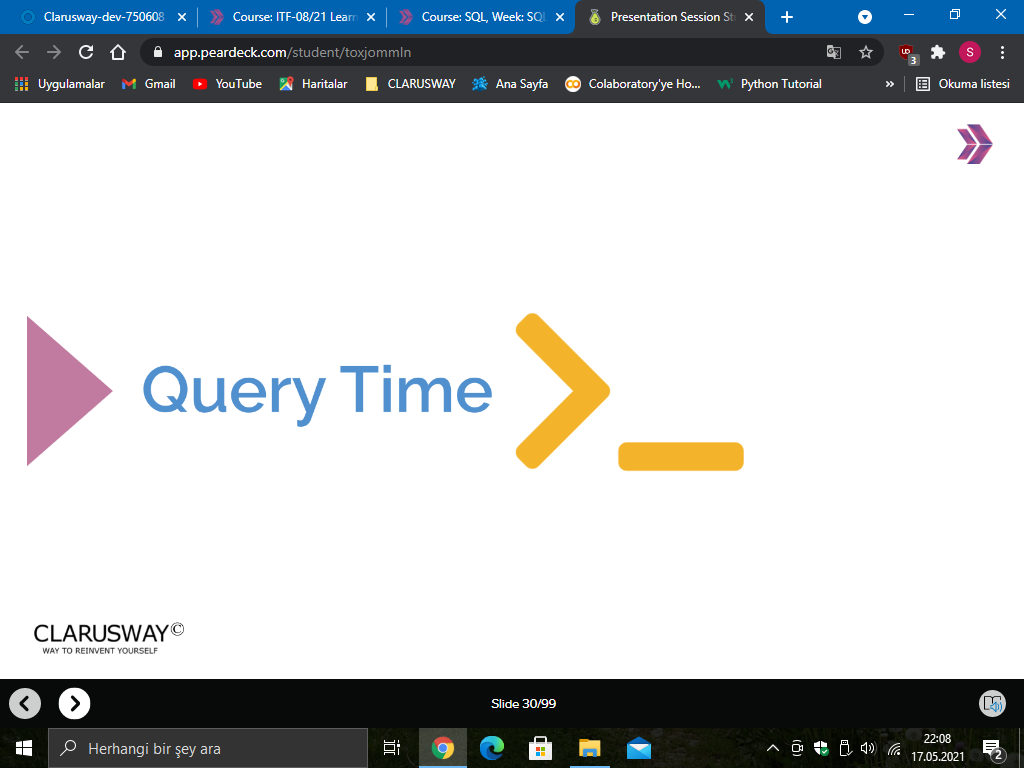 Clarusway-dev-750608
Course: ITF-08/21 Learn
Course: SQL, Week: SQL
Presentation Session St
app.peardeck.com/student/toxjommln
3
S
Uygulamalar
Gmail
YouTube
Haritalar
CLARUSWAY
Ana Sayfa
Colaboratory'ye Ho...
Python Tutorial
»
Okuma listesi
Query Time
CLARUSWAY©
WAY TO REINVENT YOURSELF
Slide 30/99
Herhangi bir şey ara
22:08
17.05.2021
2